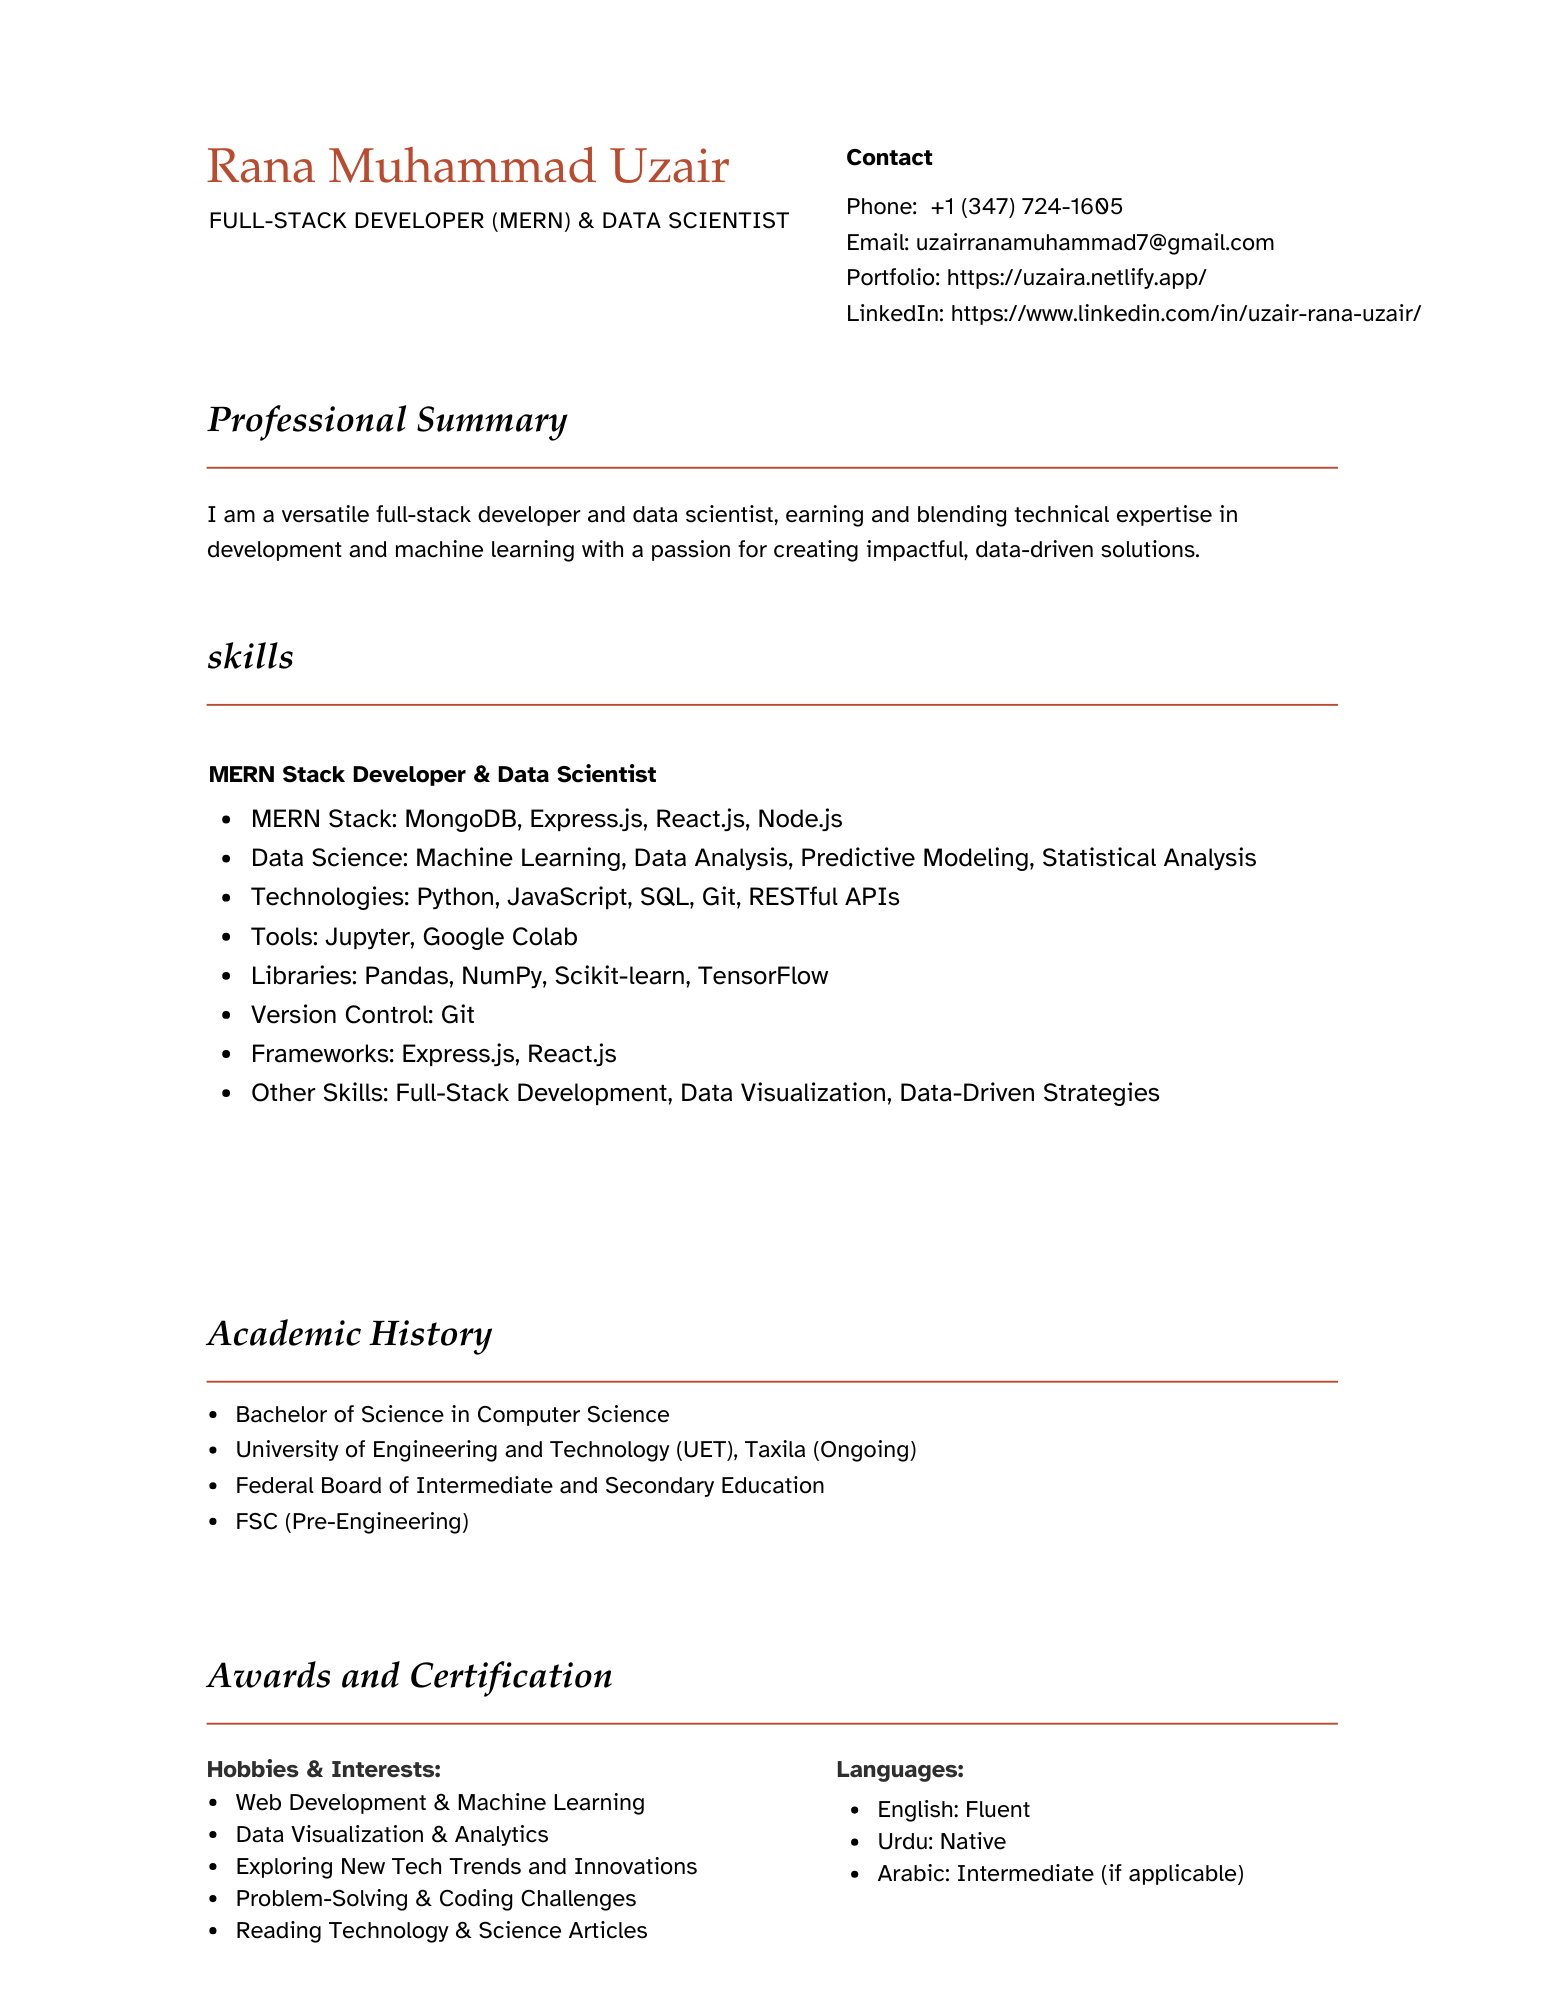 Rana Muhammad Uzair
FULL-STACK DEVELOPER (MERN) & DATA SCIENTIST
Contact
Phone:  +1 (347) 724-1605
Email: uzairranamuhammad7@gmail.com
Portfolio: https://uzaira.netlify.app/
LinkedIn: https://www.linkedin.com/in/uzair-rana-uzair/
Professional Summary
I am a versatile full-stack developer and data scientist, earning and blending technical expertise in
development and machine learning with a passion for creating impactful, data-driven solutions.
skills
MERN Stack Developer & Data Scientist
• MERN Stack: MongoDB, Express.js, React.js, Node.js
• Data Science: Machine Learning, Data Analysis, Predictive Modeling, Statistical Analysis
• Technologies: Python, JavaScript, SQL, Git, RESTful APIs
• Tools: Jupyter, Google Colab
• Libraries: Pandas, NumPy, Scikit-learn, TensorFlow
• Version Control: Git
• Frameworks: Express.js, React.js
• Other Skills: Full-Stack Development, Data Visualization, Data-Driven Strategies
Academic History
• Bachelor of Science in Computer Science
• University of Engineering and Technology (UET), Taxila (Ongoing)
• Federal Board of Intermediate and Secondary Education
• FSC (Pre-Engineering)
Awards and Certification
Hobbies & Interests:
• Web Development & Machine Learning
• Data Visualization & Analytics
• Exploring New Tech Trends and Innovations
• Problem-Solving & Coding Challenges
• Reading Technology & Science Articles
Languages:
• English: Fluent
• Urdu: Native
• Arabic: Intermediate (if applicable)